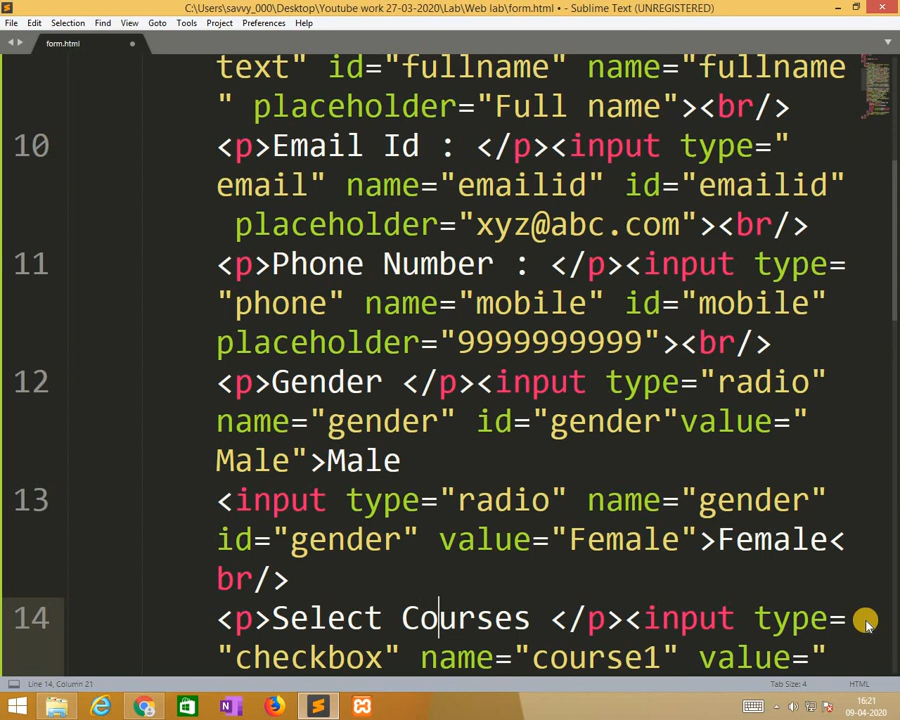 C:\Users\savvy_000\Desktop\Youtube work 27-03-2020\Lab\Web lab\form.html • - Sublime Text (UNREGISTERED)
File Edit Selection Find View Goto Tools Project Preferences Help
form.html
text" id="fullname" name="fullname
" placeholder="Full name"><br/>
10 <p>Email Id : </p><input type="
email" name="emailid" id="emailid"
placeholder="xyz@abc.com"><br/>
11 <p>Phone Number : </p><input type=
"phone" name="mobile" id="mobile"
placeholder="9999999999"><br/>
12 <p>Gender </p><input type="radio"
name="gender" id="gender"value="
Male">Male
13 <input type="radio" name="gender"
id="gender" value="Female">Female<
br/>
14 <p>Select Courses </p><input type=
"checkbox" name="course1" value="
Line 14, Column 21 Tab Size: 4 HTML
16:21
09-04-2020